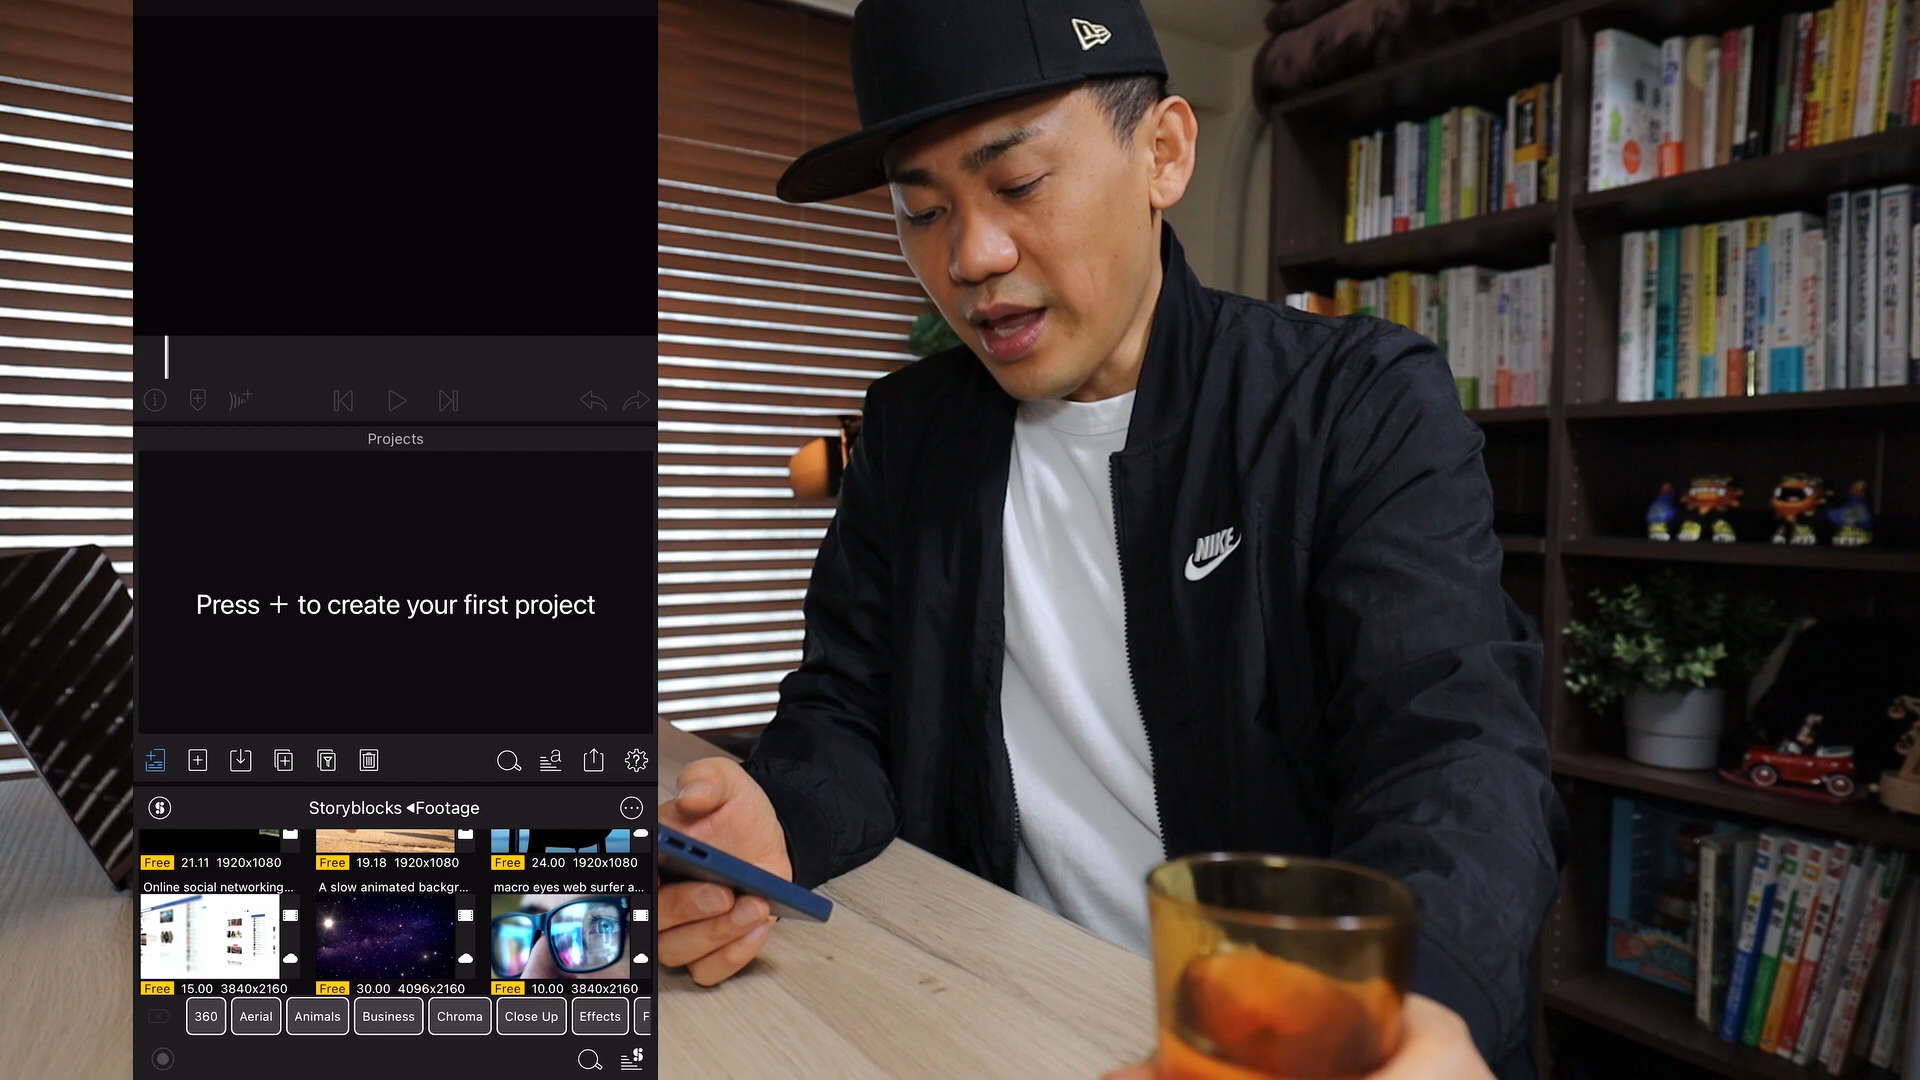 Projects
Press + to create your first project
Storyblocks ◀Footage
Free 21.11 1920x1080
Free 19.18 1920x1080
Free 24.00 1920x1080
Online social networking...
A slow animated backgr...
macro eyes web surfer a...
Free 15.00 3840x2160
Free 30.00 4096x2160
Free 10.00 3840x2160
360
Aerial
Animals
Business
Chroma
Close Up
Effects
F
NIKE